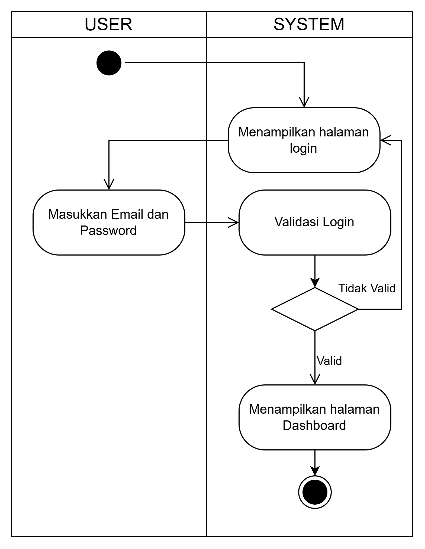 USER
SYSTEM
Menampilkan halaman
login
Masukkan Email dan
Password
Validasi Login
Tidak Valid
Valid
Menampilkan halaman
Dashboard